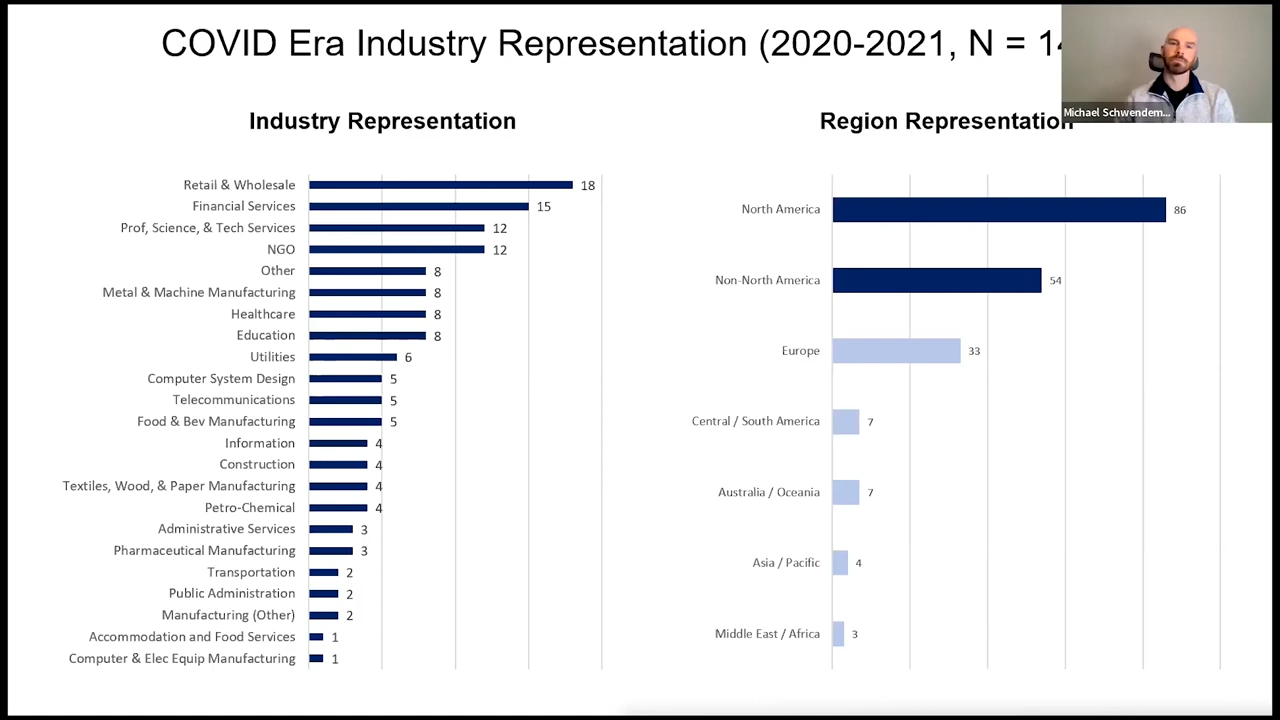 COVID Era Industry Representation (2020-2021, N = 14
Michael Schwendem...
Industry Representation
Region Representation
Retail & Wholesale 18
Financial Services 15
Prof, Science, & Tech Services 12
NGO 12
Other 8
Metal & Machine Manufacturing 8
Healthcare 8
Education 8
Utilities 6
Computer System Design 5
Telecommunications 5
Food & Bev Manufacturing 5
Information 4
Construction 4
Textiles, Wood, & Paper Manufacturing 4
Petro-Chemical 4
Administrative Services 3
Pharmaceutical Manufacturing 3
Transportation 2
Public Administration 2
Manufacturing (Other) 2
Accommodation and Food Services 1
Computer & Elec Equip Manufacturing 1
North America 86
Non-North America 54
Europe 33
Central / South America 7
Australia / Oceania 7
Asia / Pacific 4
Middle East / Africa 3